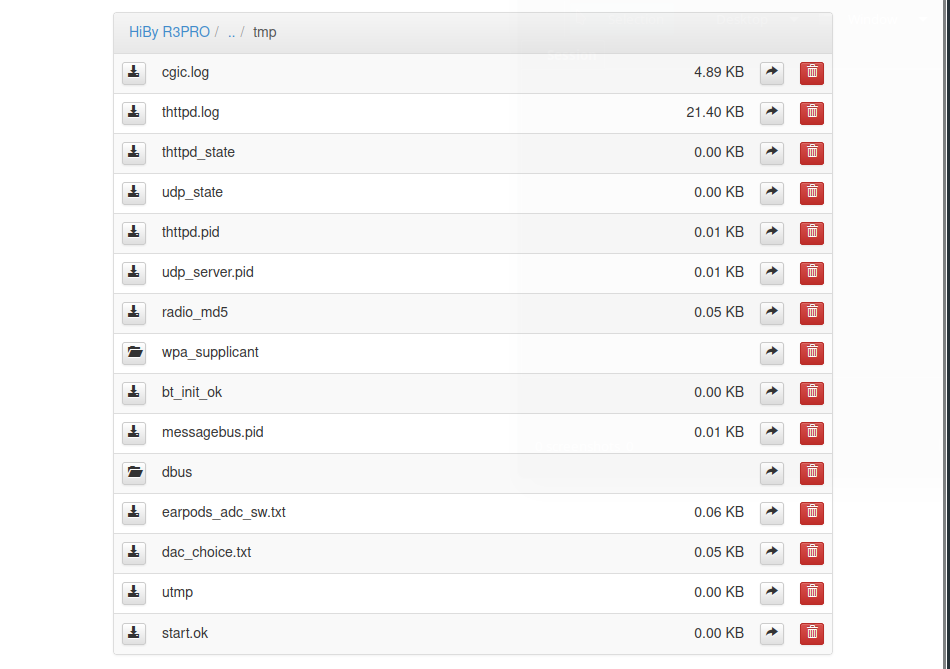 HiBy R3PRO / .. / tmp
cgic.log 4.89 KB
thttpd.log 21.40 KB
thttpd_state 0.00 KB
udp_state 0.00 KB
thttpd.pid 0.01 KB
udp_server.pid 0.01 KB
radio_md5 0.05 KB
wpa_supplicant
bt_init_ok 0.00 KB
messagebus.pid 0.01 KB
dbus
earpods_adc_sw.txt 0.06 KB
dac_choice.txt 0.05 KB
utmp 0.00 KB
start.ok 0.00 KB